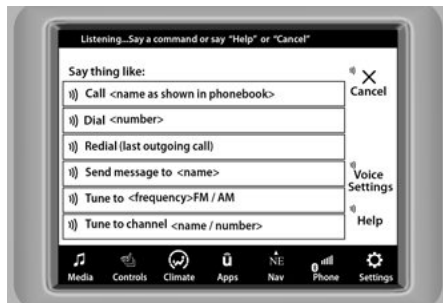 Listening...Say a command or say "Help" or "Cancel"
Say thing like:
Call <name as shown in phonebook>
Dial <number>
Redial (last outgoing call)
Send message to <name>
Tune to <frequency>FM / AM
Tune to channel <name / number>
Cancel
Voice
Settings
Help
NE
Media Controls Climate Apps Nav Phone Settings